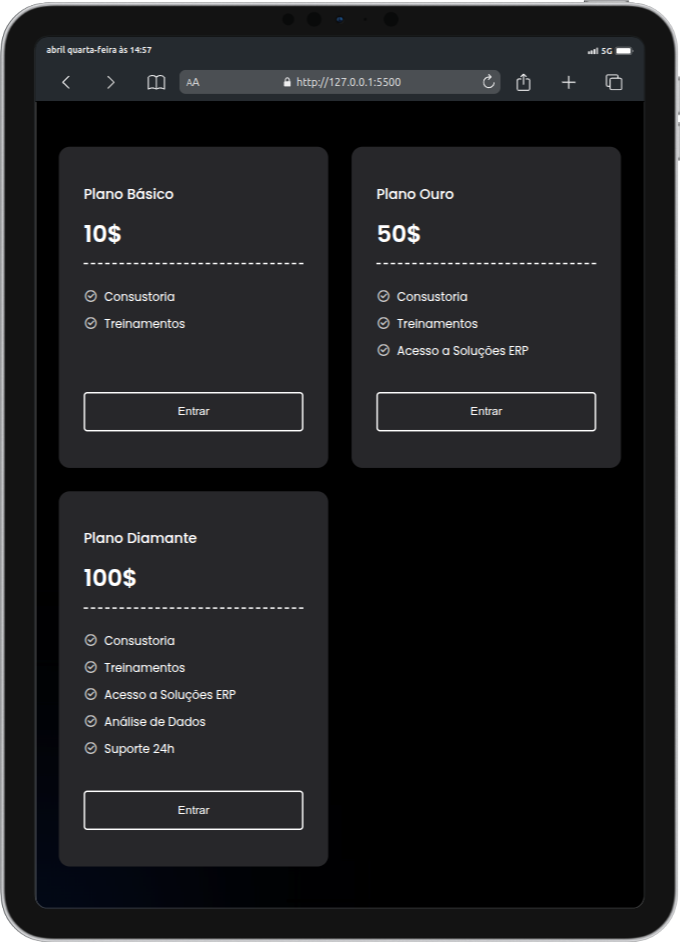 abril quarta-feira às 14:57
5G
AA
http://127.0.0.1:5500
Plano Básico
10$
Consustoria
Treinamentos
Entrar
Plano Ouro
50$
Consustoria
Treinamentos
Acesso a Soluções ERP
Entrar
Plano Diamante
100$
Consustoria
Treinamentos
Acesso a Soluções ERP
Análise de Dados
Suporte 24h
Entrar